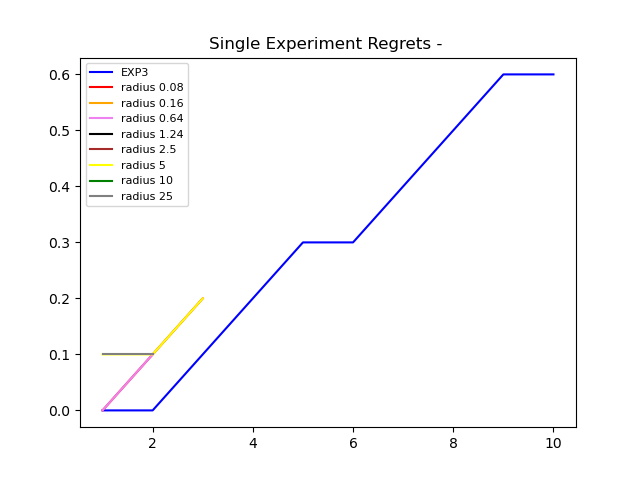 Single Experiment Regrets -
EXP3
radius 0.08
radius 0.16
radius 0.64
radius 1.24
radius 2.5
radius 5
radius 10
radius 25
0.6
0.5
0.4
0.3
0.2
0.1
0.0
2 4 6 8 10